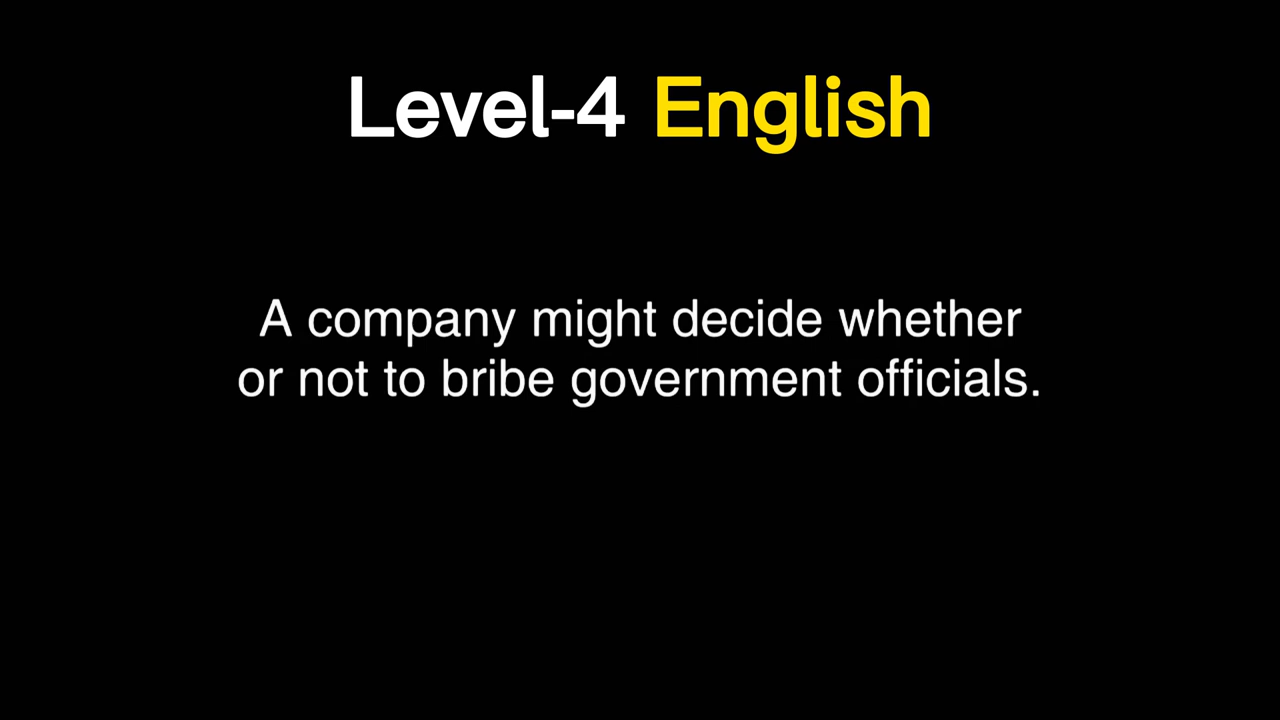 Level-4 English
A company might decide whether
or not to bribe government officials.